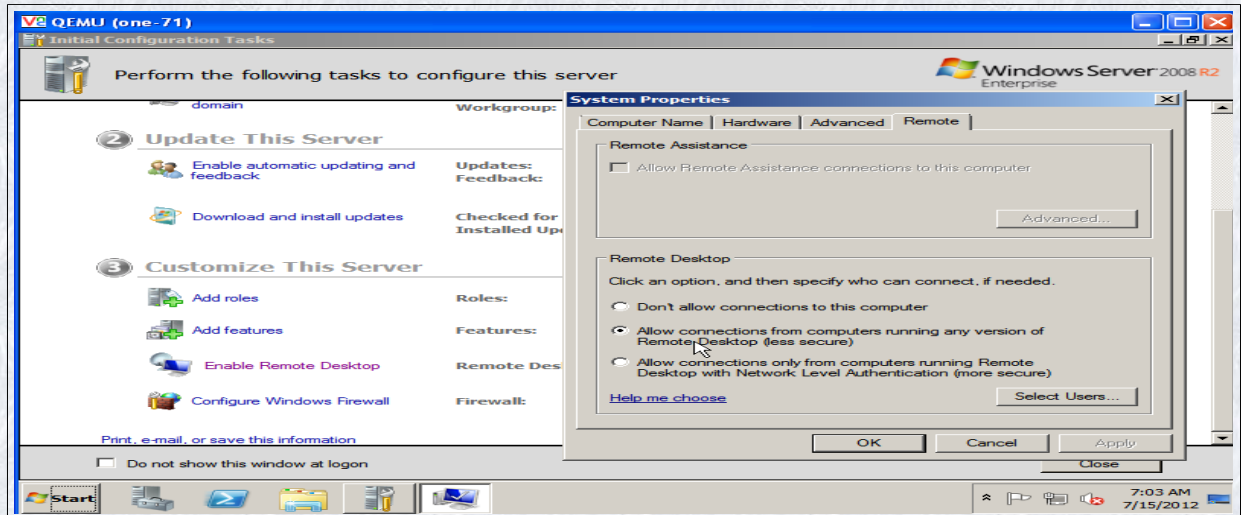 QEMU (one-71)
Initial Configuration Tasks
Perform the following tasks to configure this server
Windows Server 2008 R2
Enterprise
domain
Workgroup:
2 Update This Server
Enable automatic updating and
feedback
Updates:
Feedback:
Download and install updates
Checked for
Installed Up
3 Customize This Server
Add roles
Roles:
Add features
Features:
Enable Remote Desktop
Remote Des
Configure Windows Firewall
Firewall:
Print, e-mail, or save this information
Do not show this window at logon
Close
System Properties
Computer Name
Hardware
Advanced
Remote
Remote Assistance
Allow Remote Assistance connections to this computer
Advanced...
Remote Desktop
Click an option, and then specify who can connect, if needed.
Don't allow connections to this computer
Allow connections from computers running any version of
Remote Desktop (less secure)
Allow connections only from computers running Remote
Desktop with Network Level Authentication (more secure)
Help me choose
Select Users...
OK
Cancel
Apply
Start
7:03 AM
7/15/2012